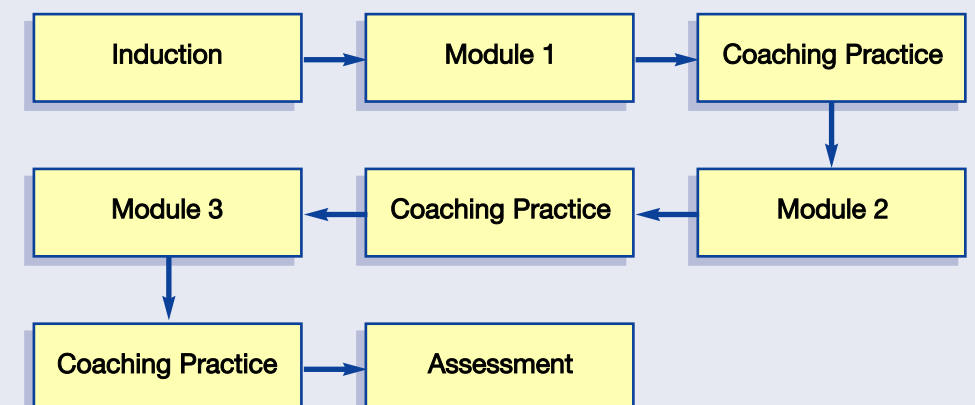 Induction
Module 1
Coaching Practice
Module 2
Coaching Practice
Module 3
Coaching Practice
Assessment